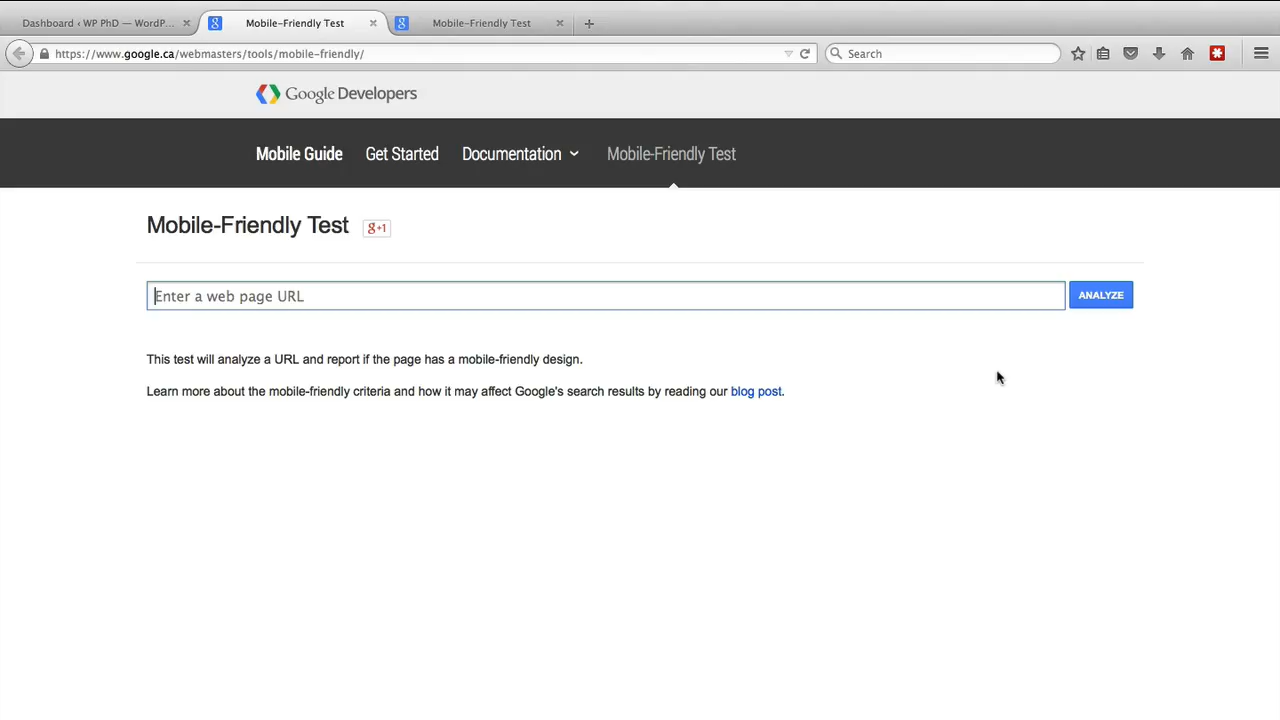 Dashboard ‹ WP PhD — WordP...
Mobile-Friendly Test
Mobile-Friendly Test
https://www.google.ca/webmasters/tools/mobile-friendly/
Search
Google Developers
Mobile Guide Get Started Documentation Mobile-Friendly Test
Mobile-Friendly Test g+1
Enter a web page URL ANALYZE
This test will analyze a URL and report if the page has a mobile-friendly design.
Learn more about the mobile-friendly criteria and how it may affect Google's search results by reading our blog post.